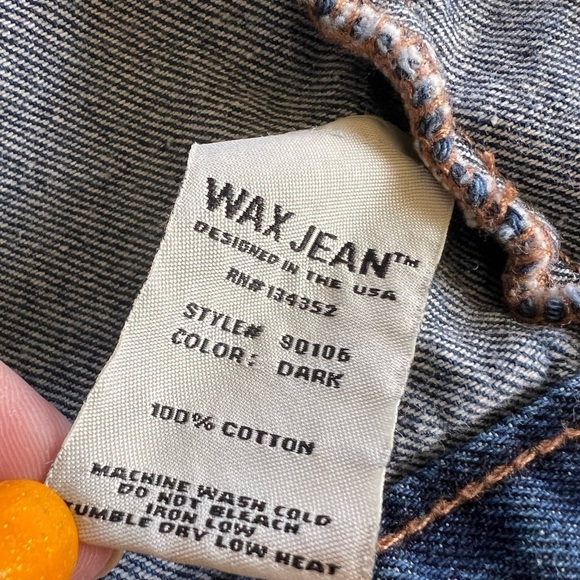 WAX JEAN™
DESIGNED IN THE USA
RN# 134352
STYLE# 90106
COLOR: DARK
100% COTTON
MACHINE WASH COLD
DO NOT BLEACH
IRON LOW
TUMBLE DRY LOW HEAT